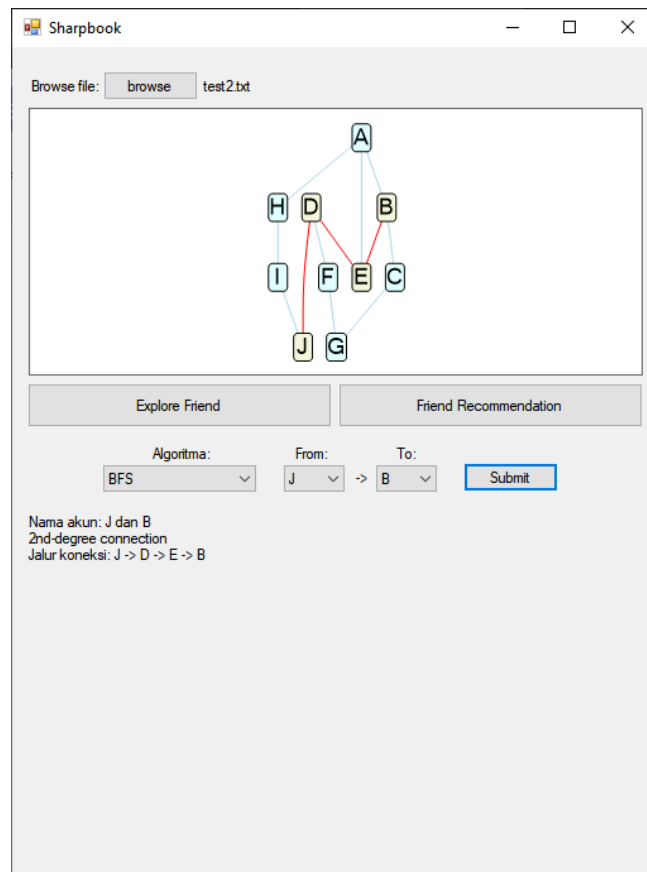 Sharpbook
Browse file: browse test2.txt
A
H D B
I F E C
J G
Explore Friend Friend Recommendation
Algoritma: From: To:
BFS J -> B Submit
Nama akun: J dan B
2nd-degree connection
Jalur koneksi: J -> D -> E -> B